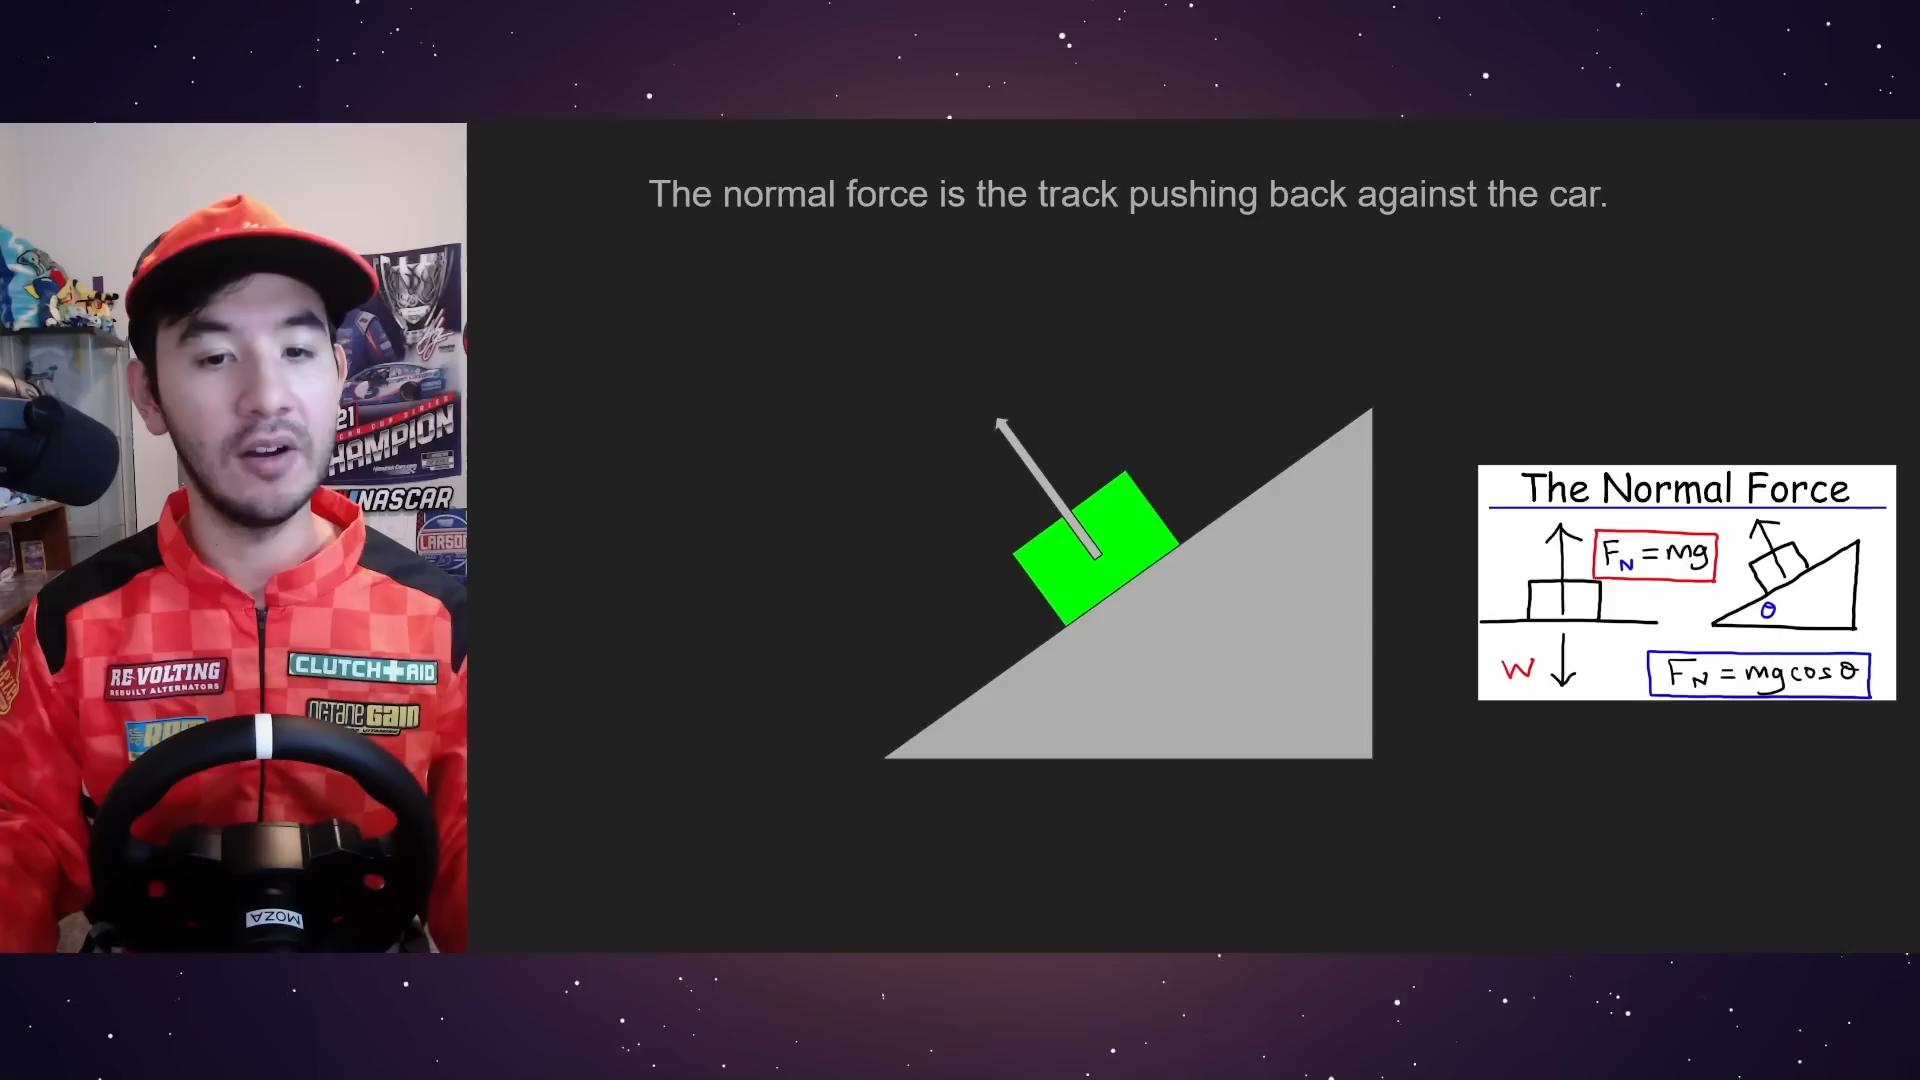 The normal force is the track pushing back against the car.
21
CHAMPION
NASCAR
LARSON
RE-VOLTING
REBUILT ALTERNATORS
CLUTCH+AID
OCTANE GAIN
MOZA
The Normal Force
F_N = mg
θ
W
F_N = mg cos θ